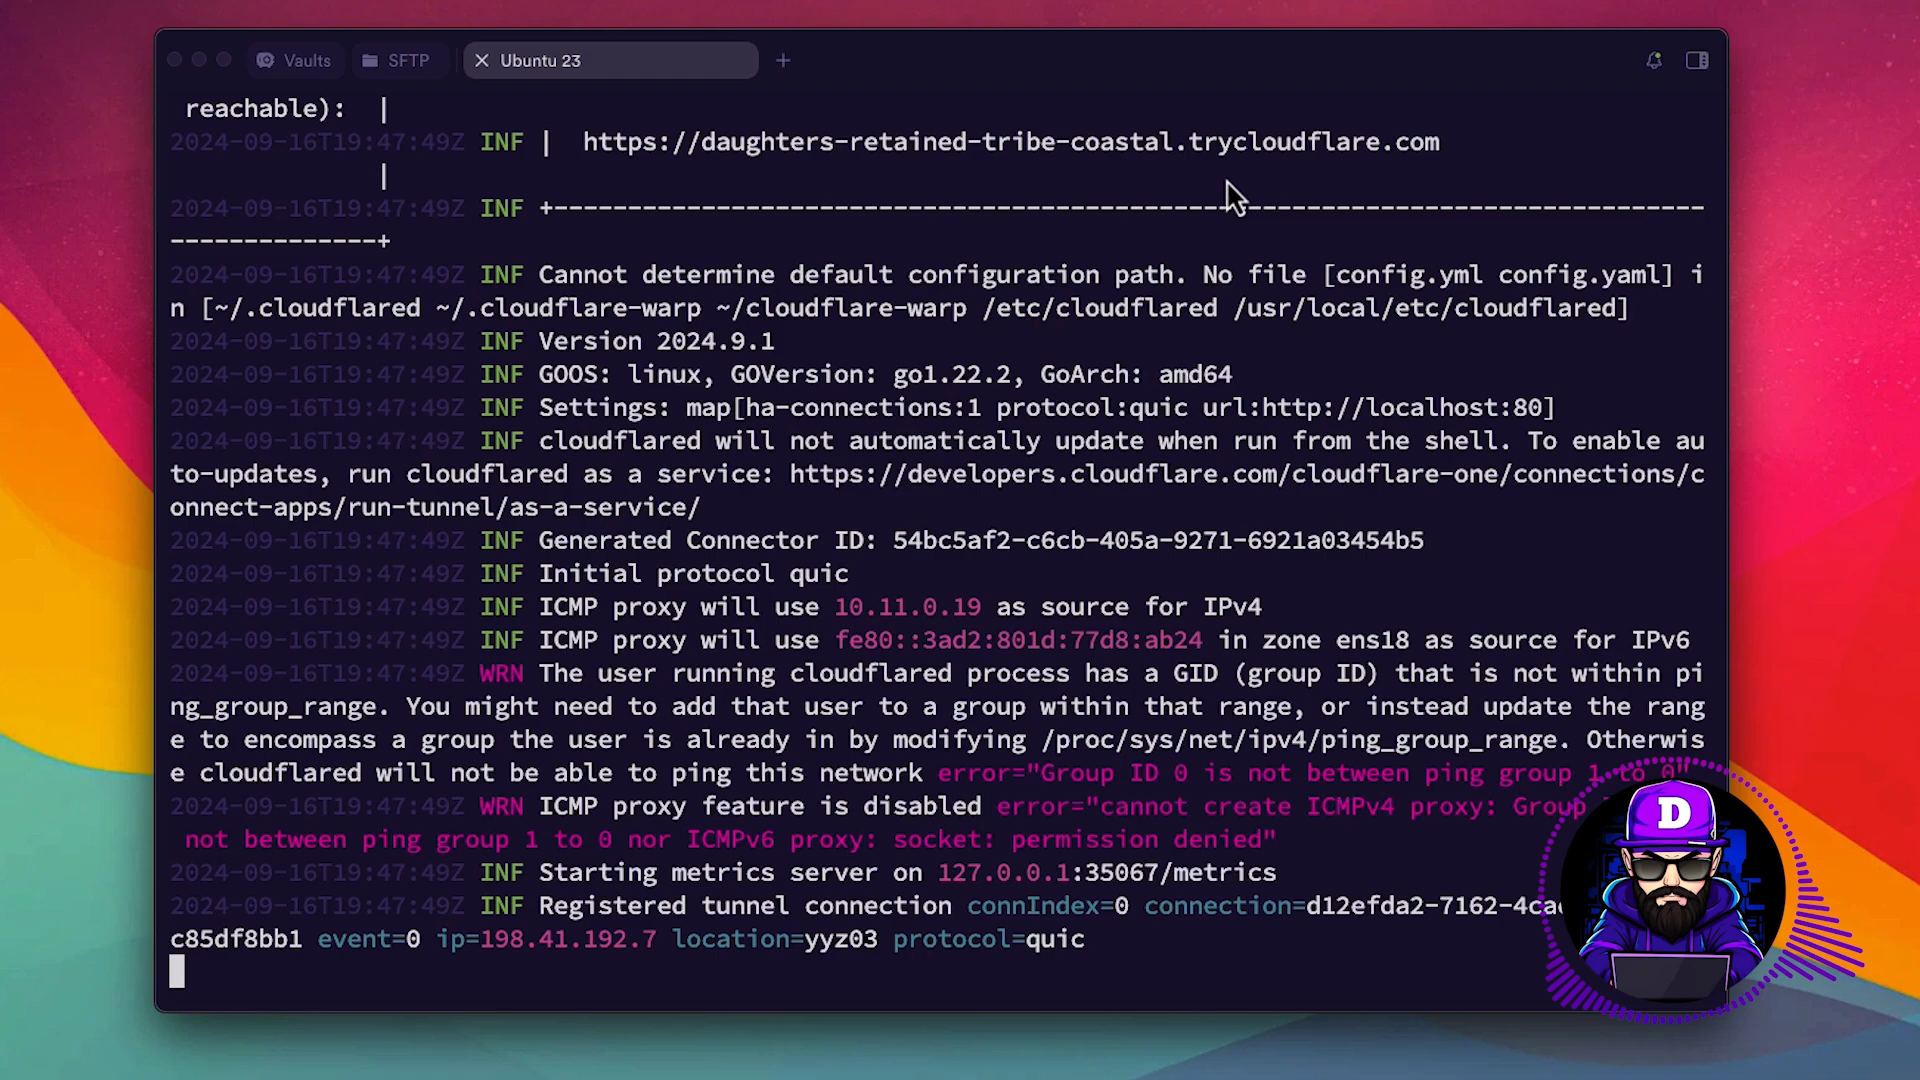 Vaults SFTP Ubuntu 23
reachable): |
2024-09-16T19:47:49Z INF | https://daughters-retained-tribe-coastal.trycloudflare.com
|
2024-09-16T19:47:49Z INF +------------------------------------------------------------------------------
--------------+
2024-09-16T19:47:49Z INF Cannot determine default configuration path. No file [config.yml config.yaml] i
n [~/.cloudflared ~/.cloudflare-warp ~/cloudflare-warp /etc/cloudflared /usr/local/etc/cloudflared]
2024-09-16T19:47:49Z INF Version 2024.9.1
2024-09-16T19:47:49Z INF GOOS: linux, GOVersion: go1.22.2, GoArch: amd64
2024-09-16T19:47:49Z INF Settings: map[ha-connections:1 protocol:quic url:http://localhost:80]
2024-09-16T19:47:49Z INF cloudflared will not automatically update when run from the shell. To enable au
to-updates, run cloudflared as a service: https://developers.cloudflare.com/cloudflare-one/connections/c
onnect-apps/run-tunnel/as-a-service/
2024-09-16T19:47:49Z INF Generated Connector ID: 54bc5af2-c6cb-405a-9271-6921a03454b5
2024-09-16T19:47:49Z INF Initial protocol quic
2024-09-16T19:47:49Z INF ICMP proxy will use 10.11.0.19 as source for IPv4
2024-09-16T19:47:49Z INF ICMP proxy will use fe80::3ad2:801d:77d8:ab24 in zone ens18 as source for IPv6
2024-09-16T19:47:49Z WRN The user running cloudflared process has a GID (group ID) that is not within pi
ng_group_range. You might need to add that user to a group within that range, or instead update the rang
e to encompass a group the user is already in by modifying /proc/sys/net/ipv4/ping_group_range. Otherwis
e cloudflared will not be able to ping this network error="Group ID 0 is not between ping group 1 to 0"
2024-09-16T19:47:49Z WRN ICMP proxy feature is disabled error="cannot create ICMPv4 proxy: Group
not between ping group 1 to 0 nor ICMPv6 proxy: socket: permission denied"
2024-09-16T19:47:49Z INF Starting metrics server on 127.0.0.1:35067/metrics
2024-09-16T19:47:49Z INF Registered tunnel connection connIndex=0 connection=d12efda2-7162-4ca
c85df8bb1 event=0 ip=198.41.192.7 location=yyz03 protocol=quic
D